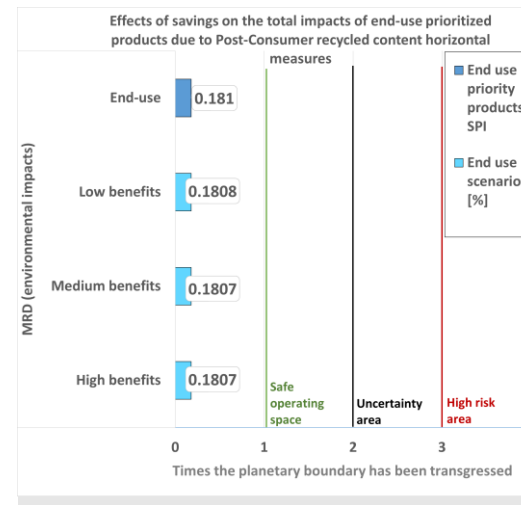 Effects of savings on the total impacts of end-use prioritized
products due to Post-Consumer recycled content horizontal
measures
End use
priority
products
SPI
End use
scenario
[%]
MRD (environmental impacts)
End-use
0.181
Low benefits
0.1808
Medium benefits
0.1807
High benefits
0.1807
Safe
operating
space
Uncertainty
area
High risk
area
0 1 2 3
Times the planetary boundary has been transgressed